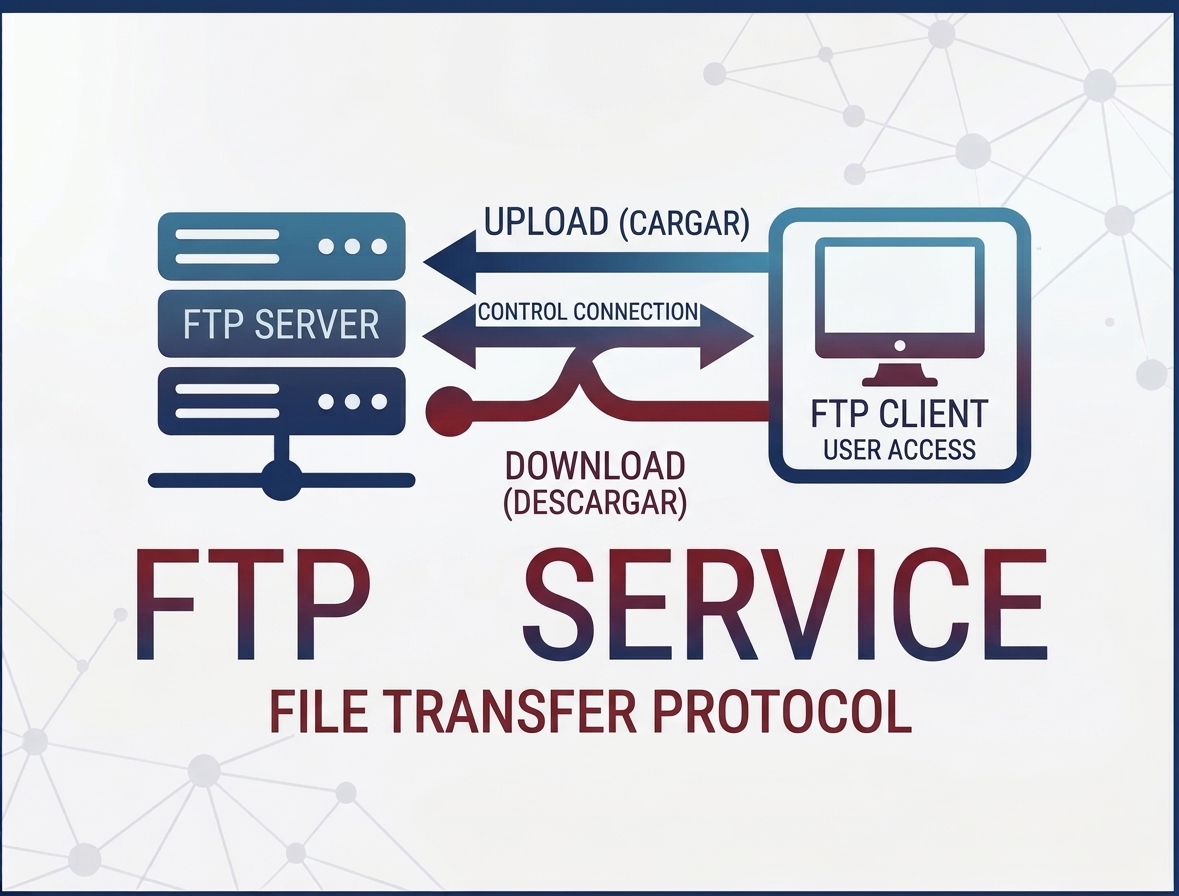 UPLOAD (CARGAR)
FTP SERVER
CONTROL CONNECTION
FTP CLIENT
USER ACCESS
DOWNLOAD
(DESCARGAR)
FTP SERVICE
FILE TRANSFER PROTOCOL